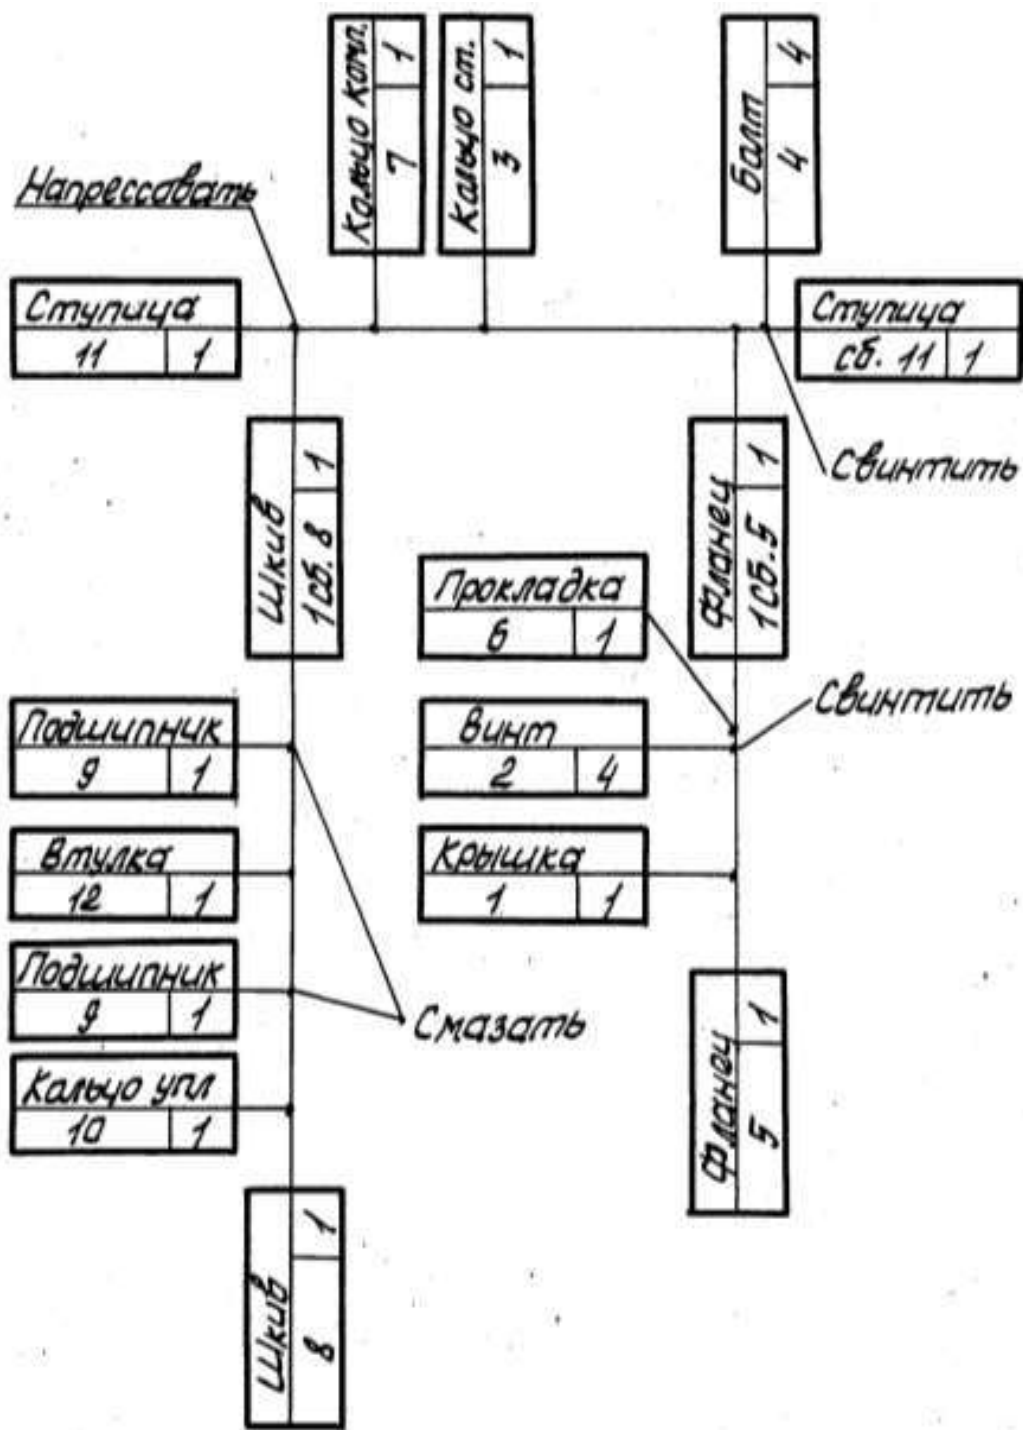 Кольцо комп.
7 1
Кольцо ст.
3 1
Болт
4 4
Напрессовать
Ступица
11 1
Ступица
сб. 11 1
Шкив
1сб. 8 1
Фланец
1сб. 5 1
Свинтить
Прокладка
6 1
Подшипник
9 1
Винт
2 4
Свинтить
Втулка
12 1
Крышка
1 1
Подшипник
9 1
Смазать
Кольцо упл
10 1
Фланец
5 1
Шкив
8 1